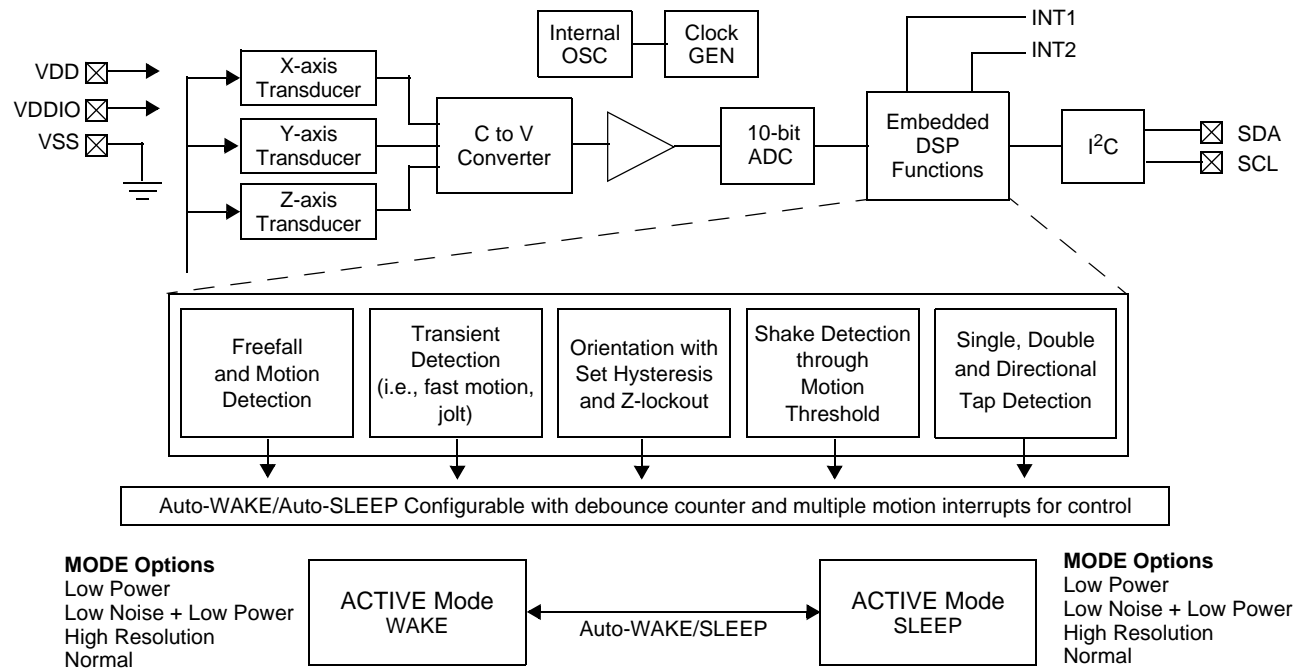 INT1
INT2
Internal
OSC
Clock
GEN
VDD
VDDIO
VSS
X-axis
Transducer
Y-axis
Transducer
Z-axis
Transducer
C to V
Converter
10-bit
ADC
Embedded
DSP
Functions
I²C
SDA
SCL
Freefall
and Motion
Detection
Transient
Detection
(i.e., fast motion,
jolt)
Orientation with
Set Hysteresis
and Z-lockout
Shake Detection
through
Motion
Threshold
Single, Double
and Directional
Tap Detection
Auto-WAKE/Auto-SLEEP Configurable with debounce counter and multiple motion interrupts for control
MODE Options
Low Power
Low Noise + Low Power
High Resolution
Normal
ACTIVE Mode
WAKE
Auto-WAKE/SLEEP
ACTIVE Mode
SLEEP
MODE Options
Low Power
Low Noise + Low Power
High Resolution
Normal